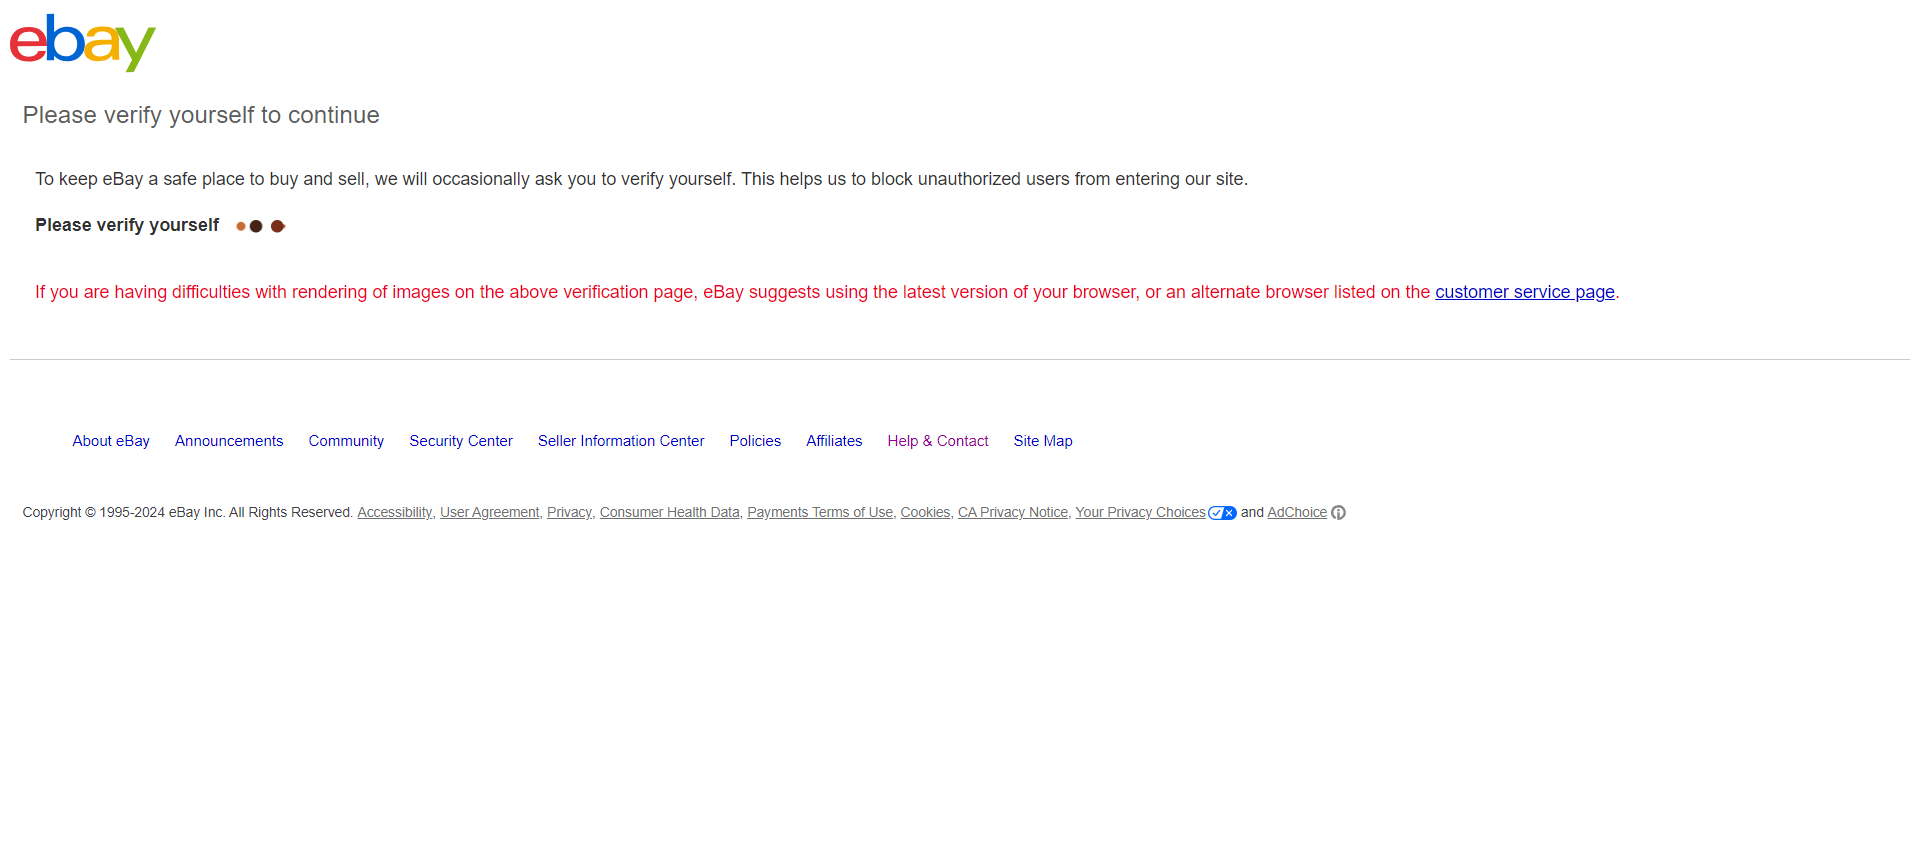 ebay
Please verify yourself to continue
To keep eBay a safe place to buy and sell, we will occasionally ask you to verify yourself. This helps us to block unauthorized users from entering our site.
Please verify yourself
If you are having difficulties with rendering of images on the above verification page, eBay suggests using the latest version of your browser, or an alternate browser listed on the customer service page.
About eBay Announcements Community Security Center Seller Information Center Policies Affiliates Help & Contact Site Map
Copyright © 1995-2024 eBay Inc. All Rights Reserved. Accessibility, User Agreement, Privacy, Consumer Health Data, Payments Terms of Use, Cookies, CA Privacy Notice, Your Privacy Choices and AdChoice